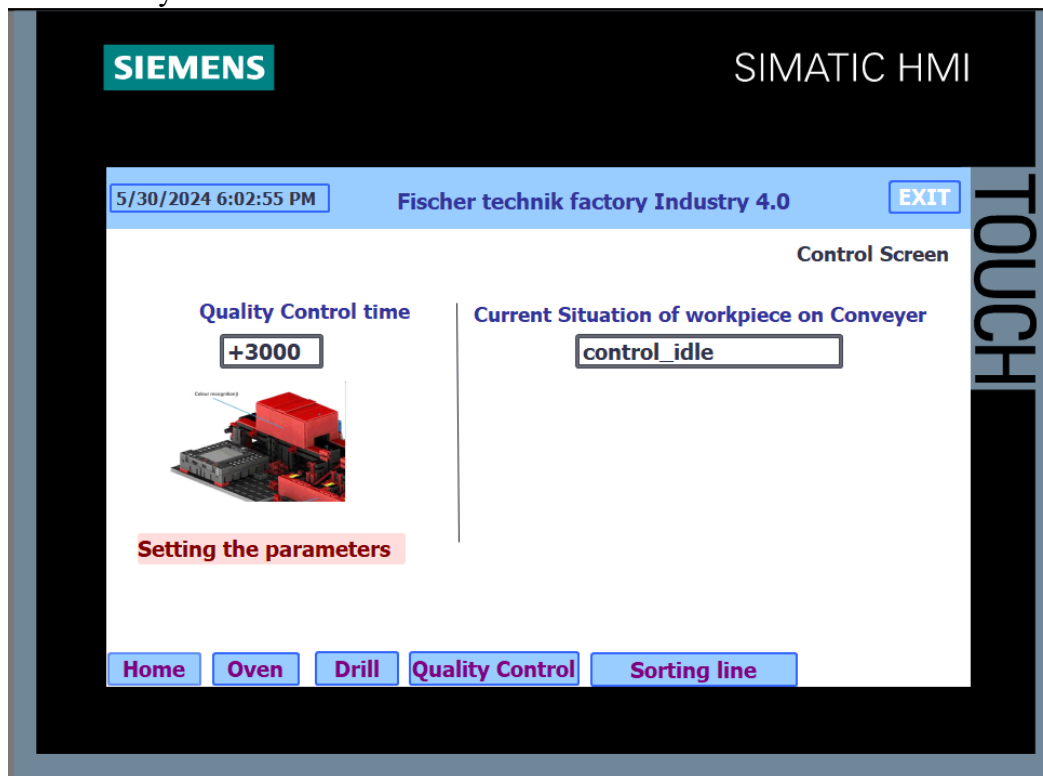 SIEMENS
SIMATIC HMI
TOUCH
5/30/2024 6:02:55 PM
Fischer technik factory Industry 4.0
EXIT
Control Screen
Quality Control time
+3000
Current Situation of workpiece on Conveyer
control_idle
Colour recognition
Setting the parameters
Home
Oven
Drill
Quality Control
Sorting line